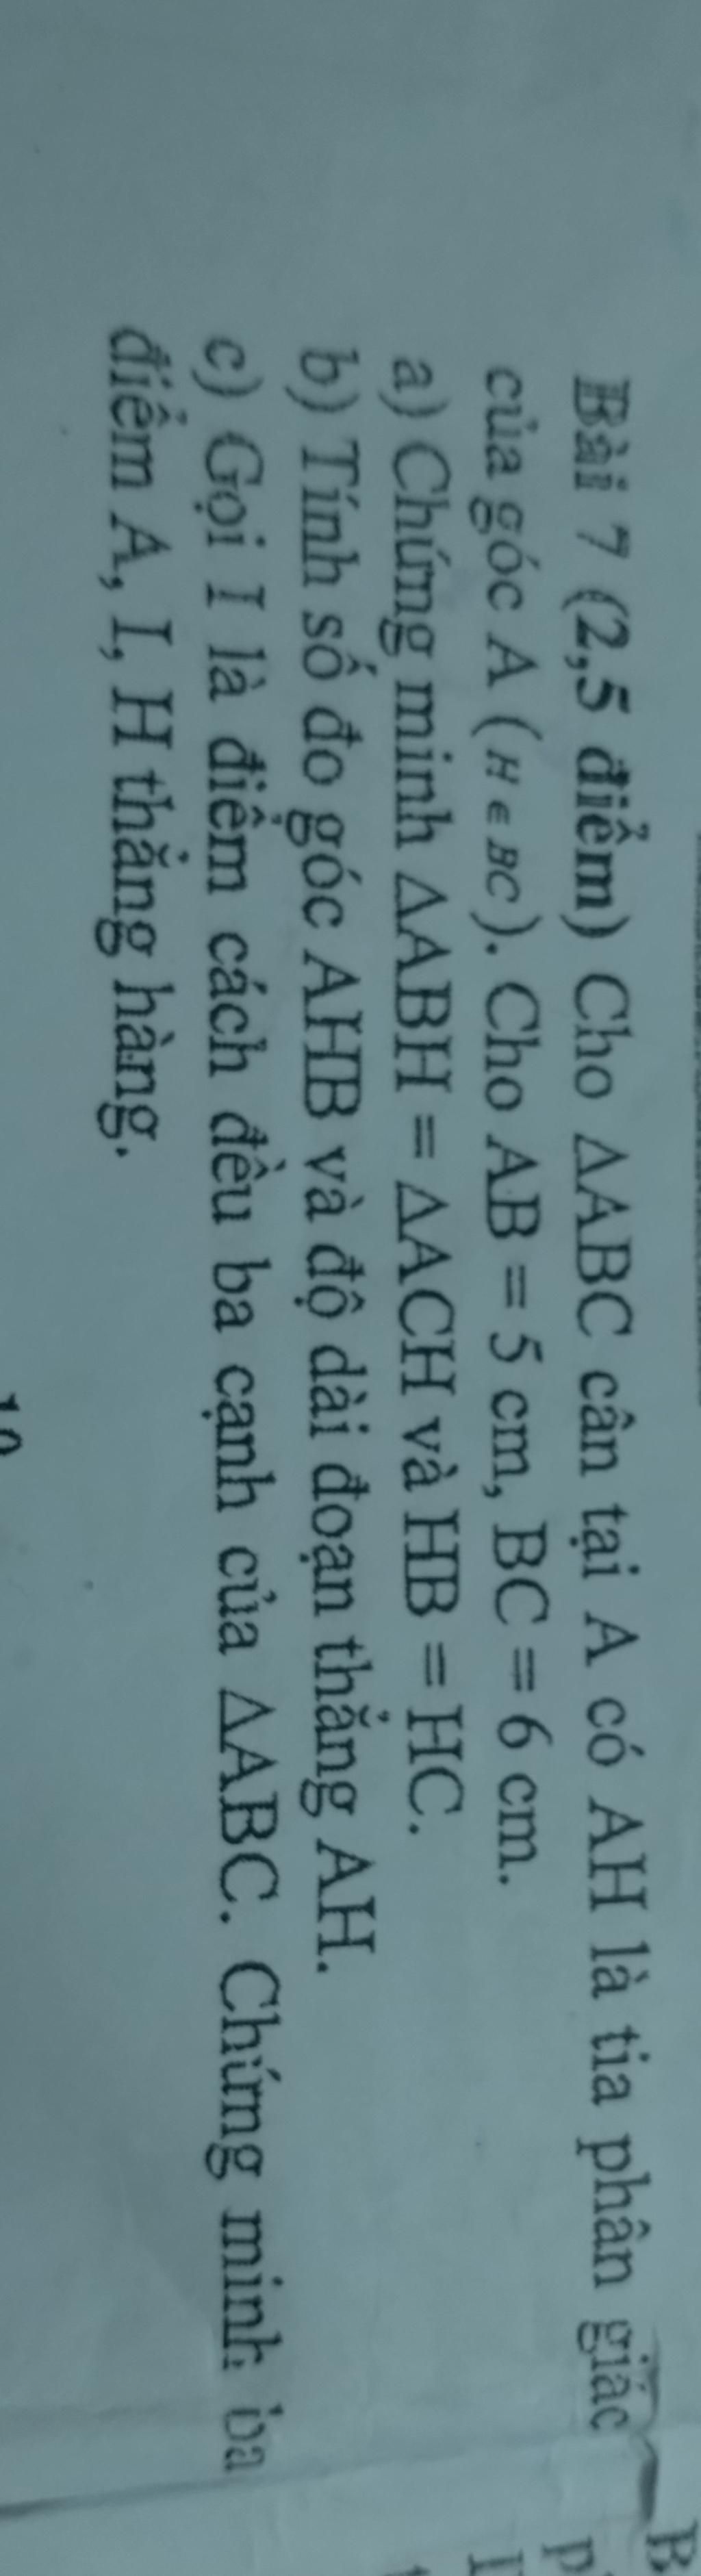 Bài 7 (2,5 điểm) Cho ΔABC cân tại A có AH là tia phân giác
của góc A (H ∈ BC). Cho AB = 5 cm, BC = 6 cm.
a) Chứng minh ΔABH = ΔACH và HB = HC.
b) Tính số đo góc AHB và độ dài đoạn thẳng AH.
c) Gọi I là điểm cách đều ba cạnh của ΔABC. Chứng minh ba
điểm A, I, H thẳng hàng.